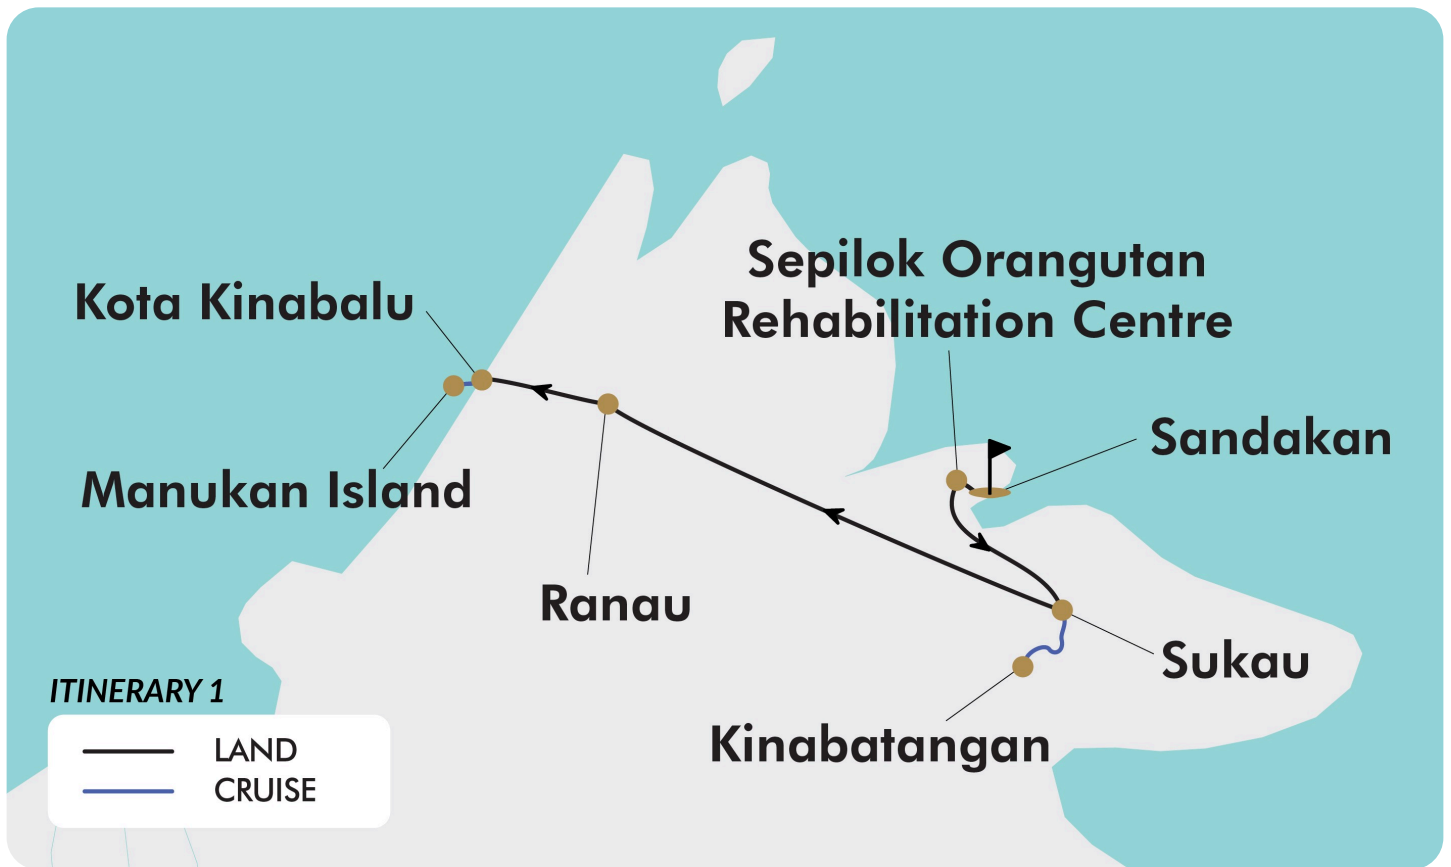 Sepilok Orangutan
Rehabilitation Centre
Kota Kinabalu
Sandakan
Manukan Island
Ranau
Sukau
Kinabatangan
ITINERARY 1
LAND
CRUISE